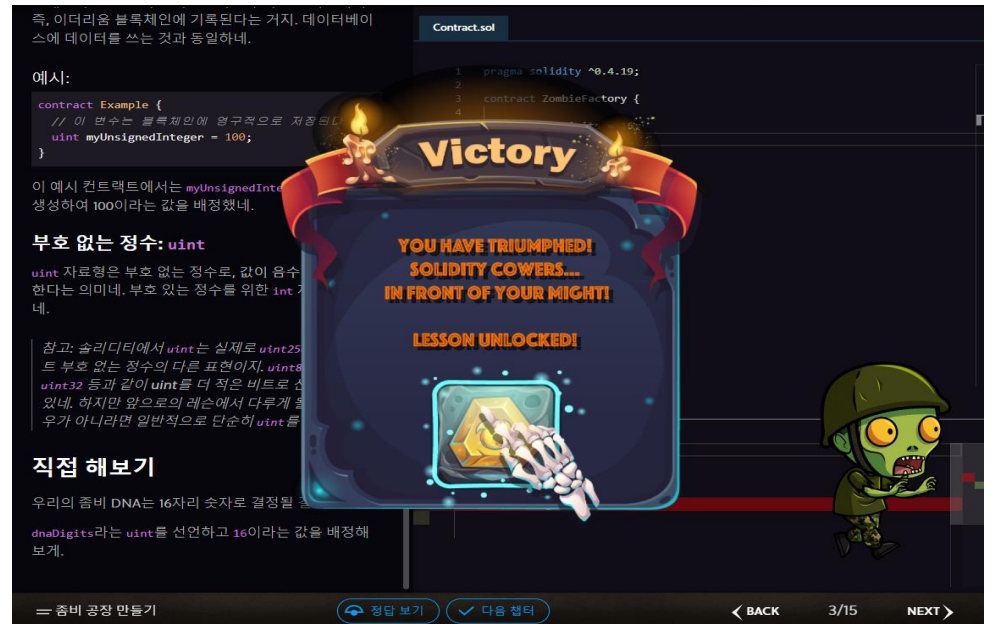 즉, 이더리움 블록체인에 기록된다는 거지. 데이터베이
스에 데이터를 쓰는 것과 동일하네.
예시:
contract Example {
// 이 변수는 블록체인에 영구적으로 저장된다
uint myUnsignedInteger = 100;
}
이 예시 컨트랙트에서는 myUnsignedInte
생성하여 100이라는 값을 배정했네.
부호 없는 정수: uint
uint 자료형은 부호 없는 정수로, 값이 음수
한다는 의미네. 부호 있는 정수를 위한 int
네.
참고: 솔리디티에서 uint는 실제로 uint25
트 부호 없는 정수의 다른 표현이지. uint8
uint32 등과 같이 uint를 더 적은 비트로
있네. 하지만 앞으로의 레슨에서 다루게 될
우가 아니라면 일반적으로 단순히 uint를
직접 해보기
우리의 좀비 DNA는 16자리 숫자로 결정될
dnaDigits라는 uint를 선언하고 16이라는 값을 배정해
보게.
Contract.sol
1 pragma solidity ^0.4.19;
2
3 contract ZombieFactory {
4
Victory
YOU HAVE TRIUMPHED!
SOLIDITY COWERS...
IN FRONT OF YOUR MIGHT!
LESSON UNLOCKED!
좀비 공장 만들기
정답 보기
다음 챕터
BACK
3/15
NEXT